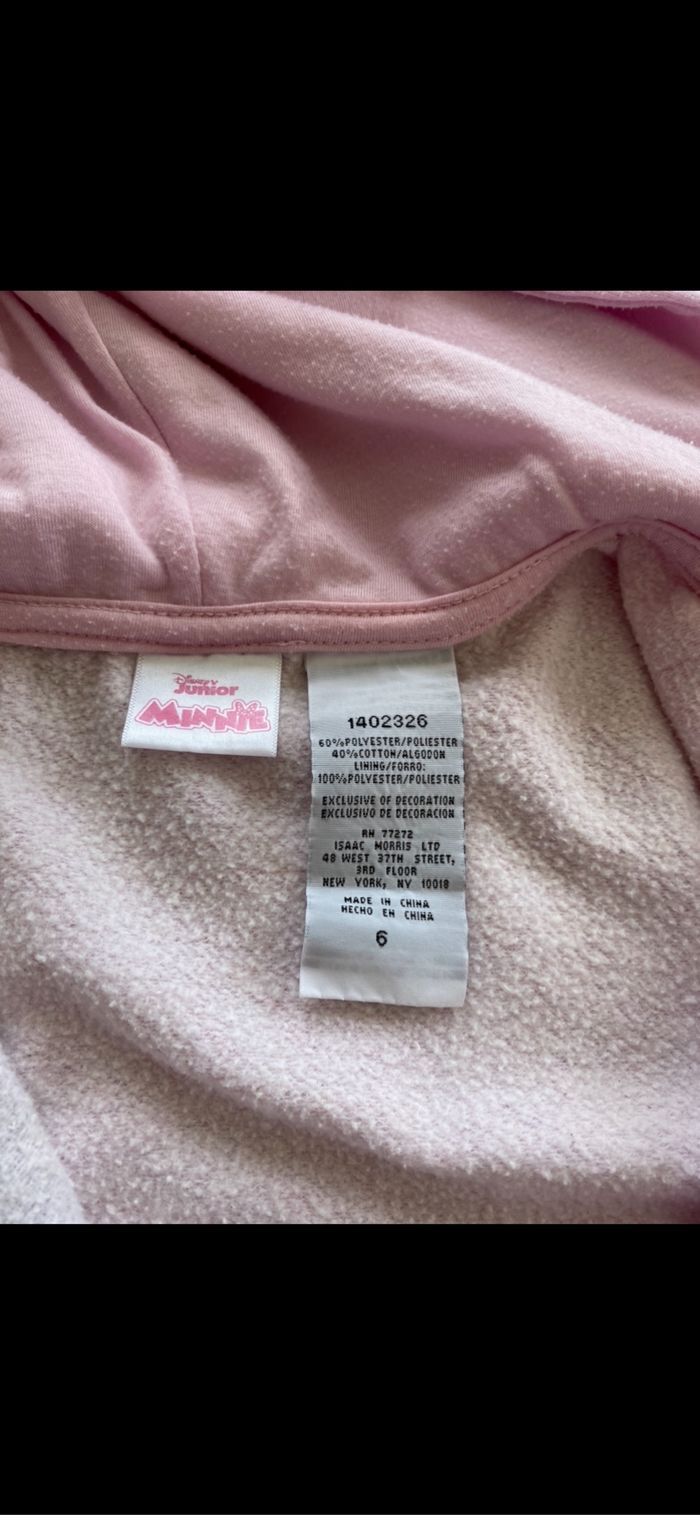 Disney
Junior
MINNIE
1402326
60%POLYESTER/POLIESTER
40%COTTON/ALGODON
LINING/FORRO:
100%POLYESTER/POLIESTER
EXCLUSIVE OF DECORATION
EXCLUSIVO DE DECORACION
RN 77272
ISAAC MORRIS LTD
48 WEST 37TH STREET,
3RD FLOOR
NEW YORK, NY 10018
MADE IN CHINA
HECHO EN CHINA
6